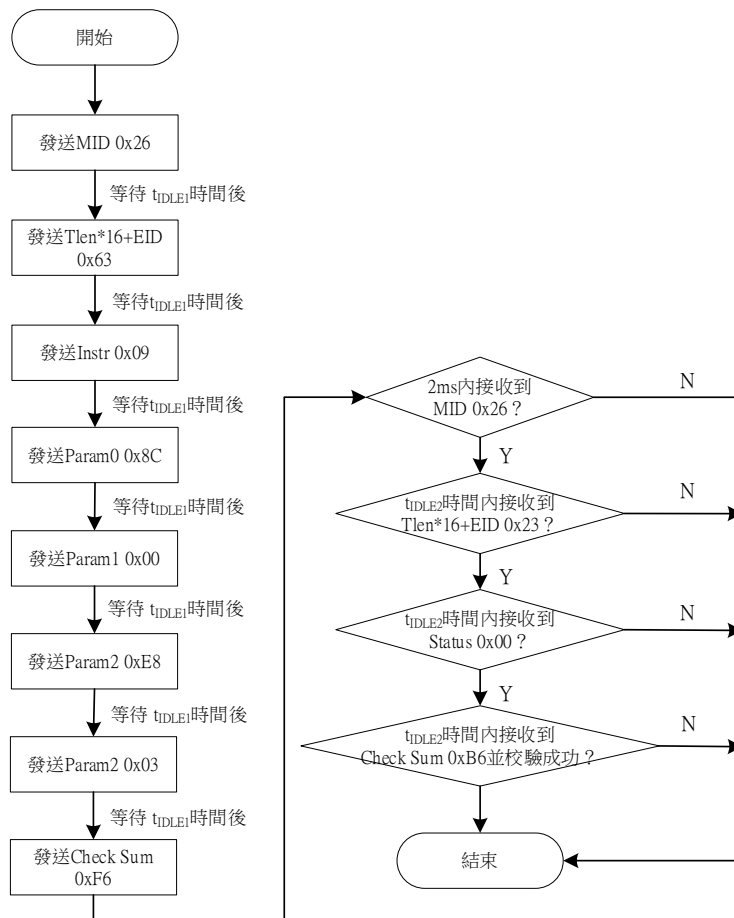 開始
發送MID 0x26
等待 tIDLE1時間後
發送Tlen*16+EID
0x63
等待tIDLE1時間後
發送Instr 0x09
等待tIDLE1時間後
發送Param0 0x8C
等待tIDLE1時間後
發送Param1 0x00
等待 tIDLE1時間後
發送Param2 0xE8
等待 tIDLE1時間後
發送Param2 0x03
等待 tIDLE1時間後
發送Check Sum
0xF6
2ms內接收到
MID 0x26？
N
Y
tIDLE2時間內接收到
Tlen*16+EID 0x23？
N
Y
tIDLE2時間內接收到
Status 0x00？
N
Y
tIDLE2時間內接收到
Check Sum 0xB6並校驗成功？
N
Y
結束